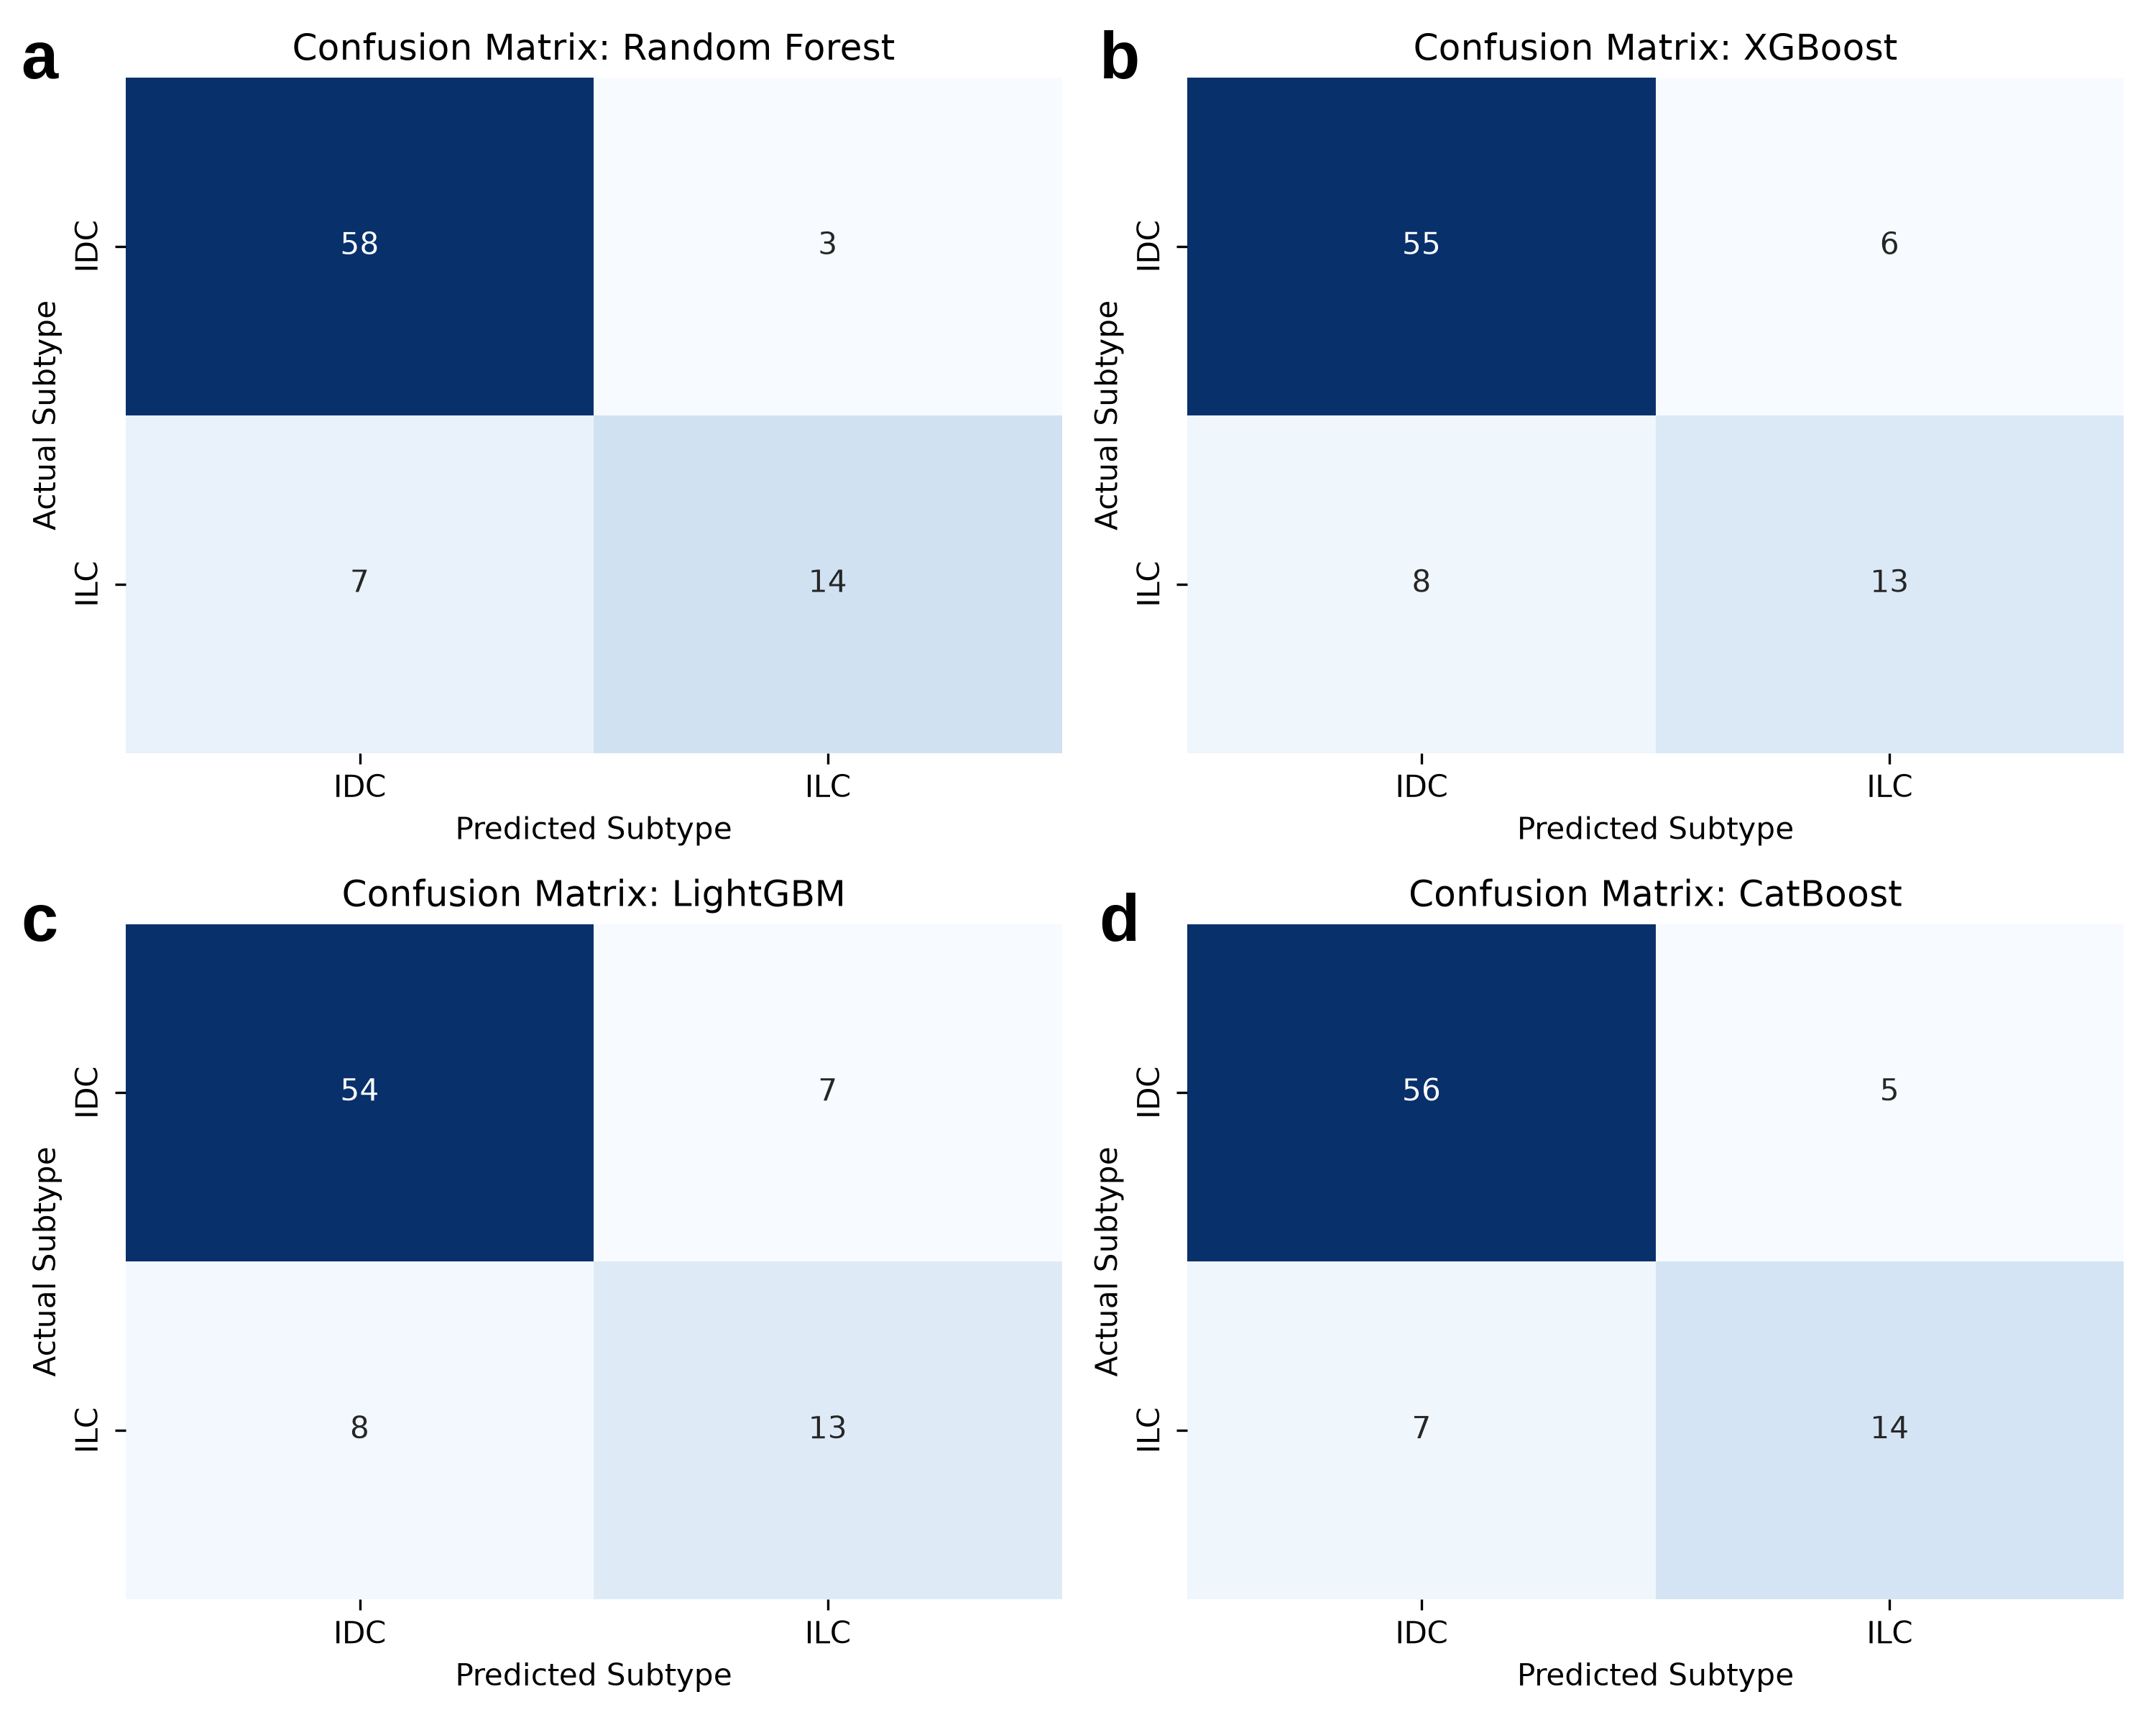 a
Confusion Matrix: Random Forest
Actual Subtype
IDC
58
3
ILC
7
14
IDC
ILC
Predicted Subtype
b
Confusion Matrix: XGBoost
Actual Subtype
IDC
55
6
ILC
8
13
IDC
ILC
Predicted Subtype
c
Confusion Matrix: LightGBM
Actual Subtype
IDC
54
7
ILC
8
13
IDC
ILC
Predicted Subtype
d
Confusion Matrix: CatBoost
Actual Subtype
IDC
56
5
ILC
7
14
IDC
ILC
Predicted Subtype